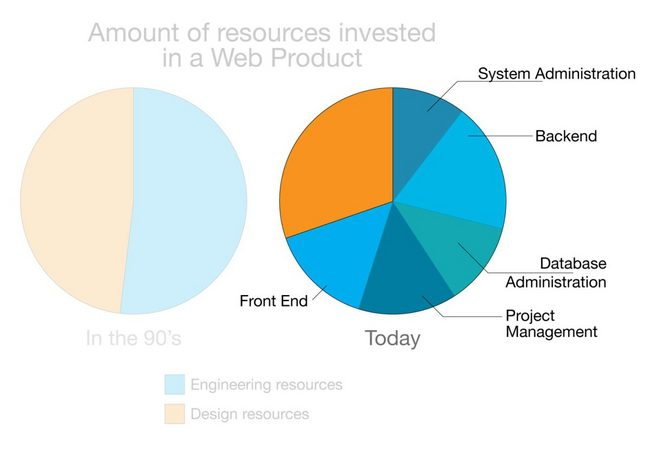 Amount of resources invested
in a Web Product
System Administration
Backend
Database
Administration
Project
Management
Front End
In the 90's
Today
Engineering resources
Design resources